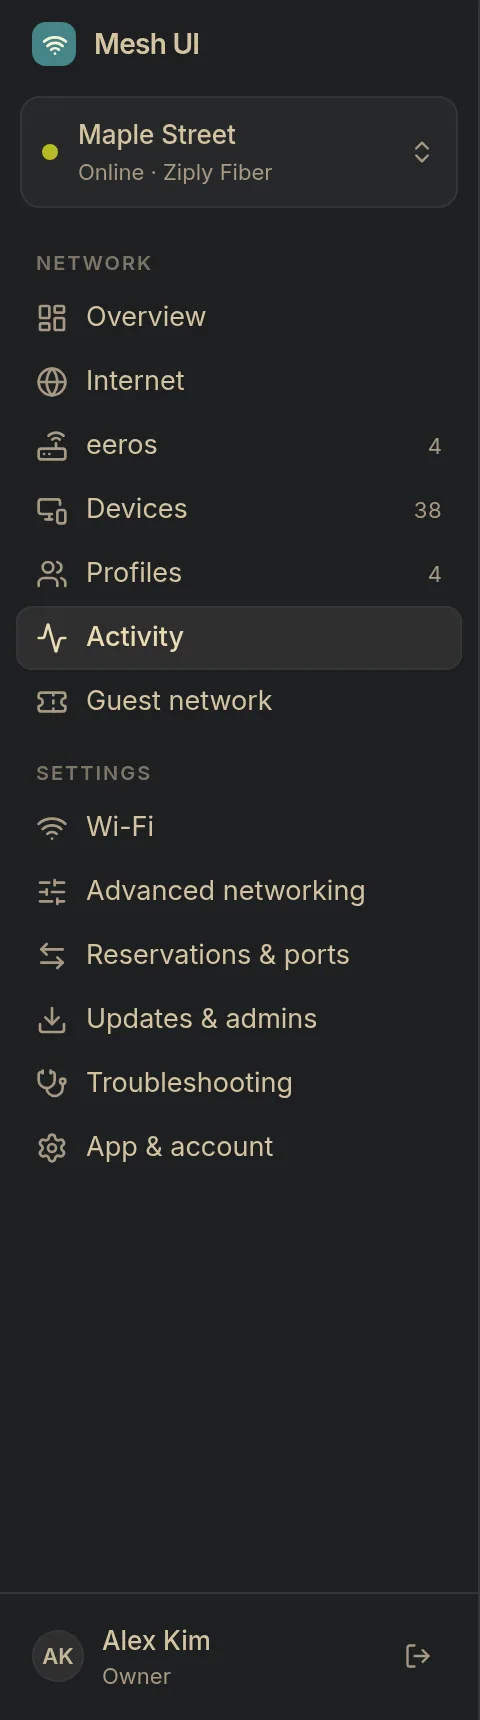 Mesh UI
Maple Street
Online · Ziply Fiber
NETWORK
Overview
Internet
eeros 4
Devices 38
Profiles 4
Activity
Guest network
SETTINGS
Wi-Fi
Advanced networking
Reservations & ports
Updates & admins
Troubleshooting
App & account
AK
Alex Kim
Owner